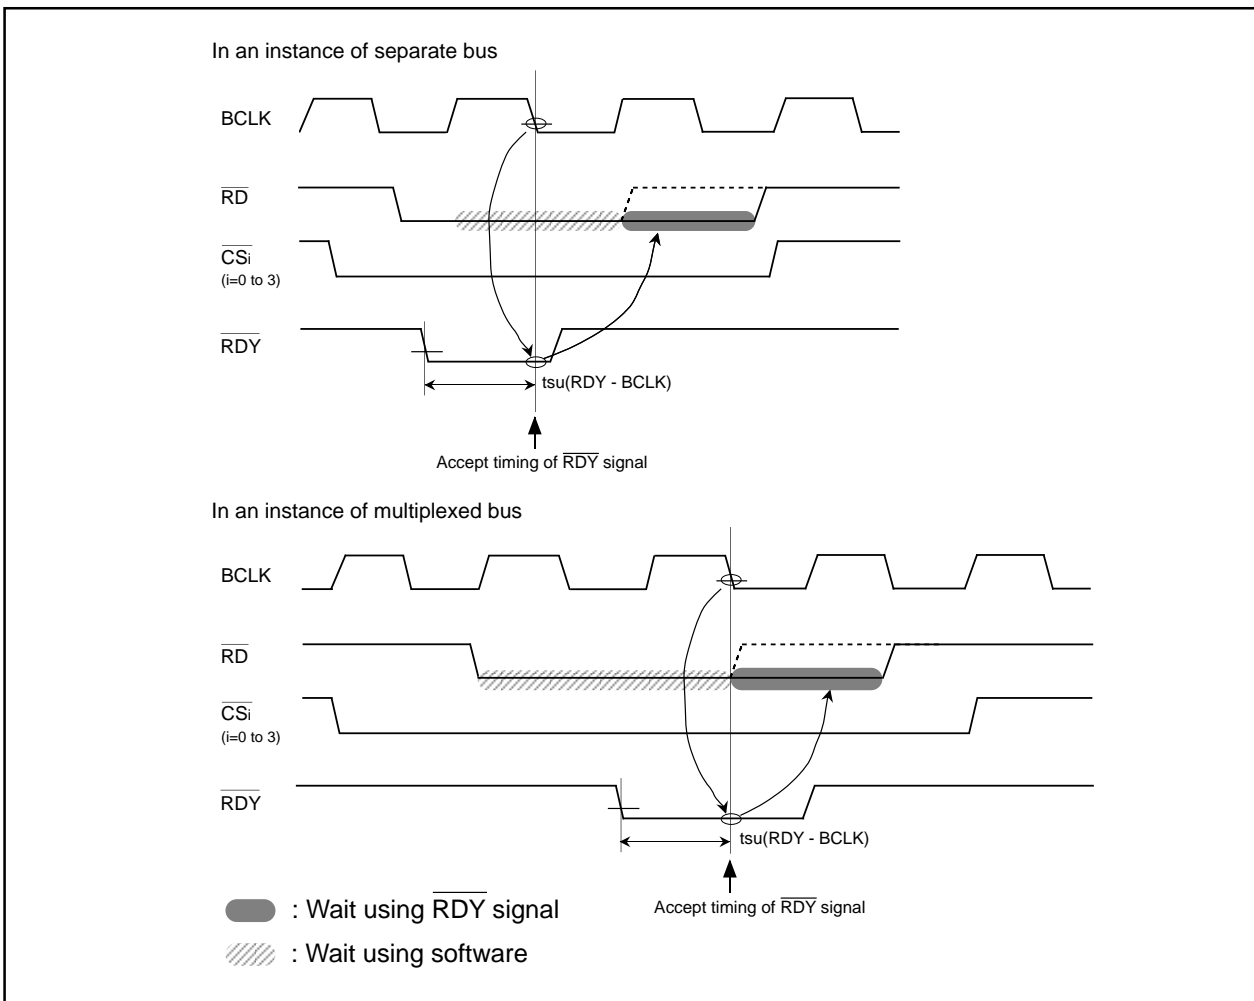 In an instance of separate bus
BCLK
RD
CSi
(i=0 to 3)
RDY
tsu(RDY - BCLK)
Accept timing of RDY signal
In an instance of multiplexed bus
BCLK
RD
CSi
(i=0 to 3)
RDY
tsu(RDY - BCLK)
Accept timing of RDY signal
: Wait using RDY signal
: Wait using software